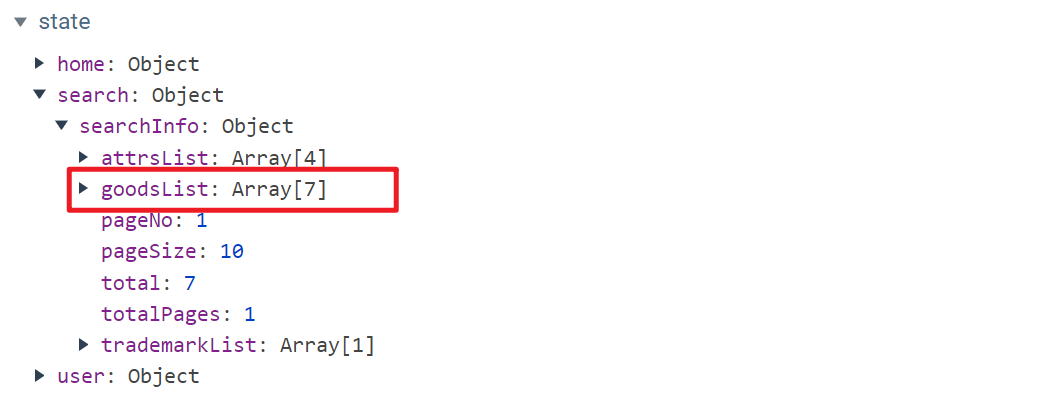 state
home: Object
search: Object
searchInfo: Object
attrsList: Array[4]
goodsList: Array[7]
pageNo: 1
pageSize: 10
total: 7
totalPages: 1
trademarkList: Array[1]
user: Object